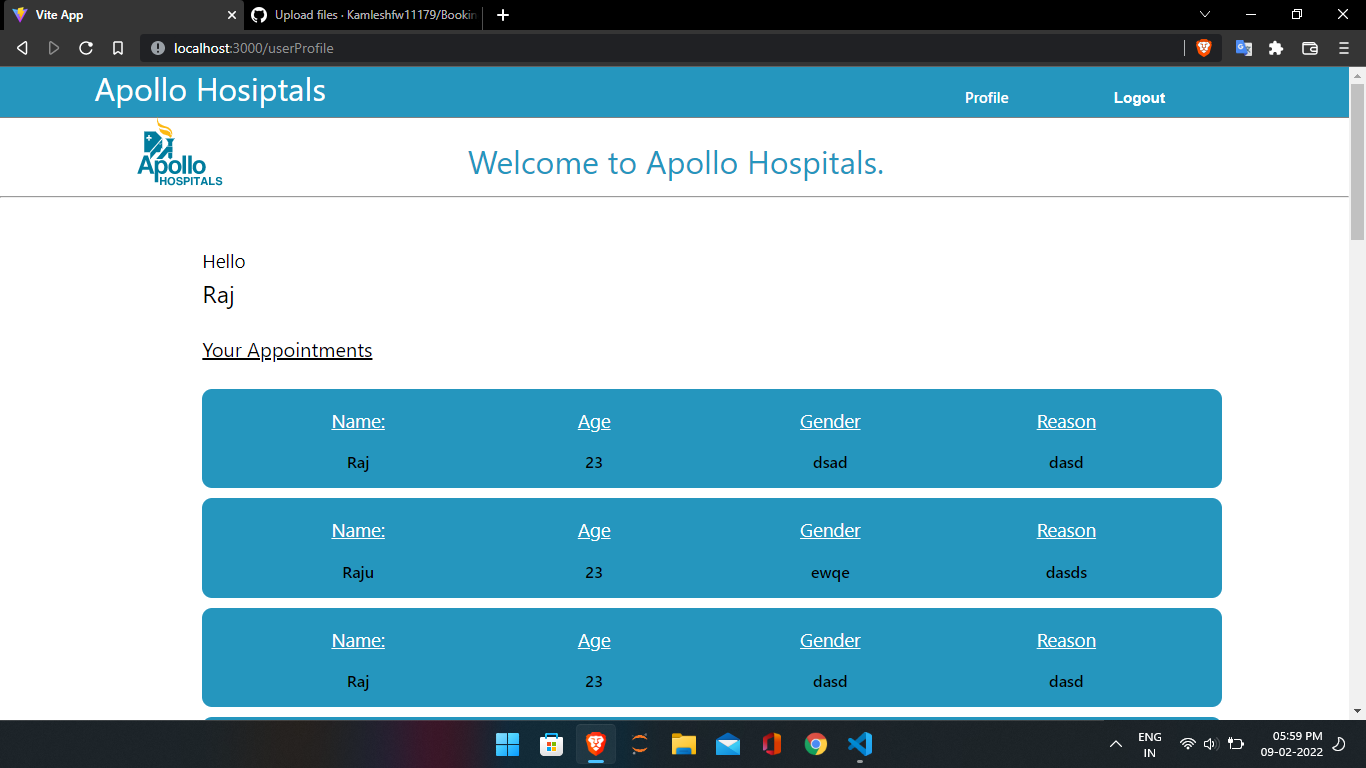 Vite App
Upload files · Kamleshfw11179/Bookin
localhost:3000/userProfile
Apollo Hosiptals
Profile
Logout
Apollo
HOSPITALS
Welcome to Apollo Hospitals.
Hello
Raj
Your Appointments
Name: Age Gender Reason
Raj 23 dsad dasd
Name: Age Gender Reason
Raju 23 ewqe dasds
Name: Age Gender Reason
Raj 23 dasd dasd
ENG
IN
05:59 PM
09-02-2022